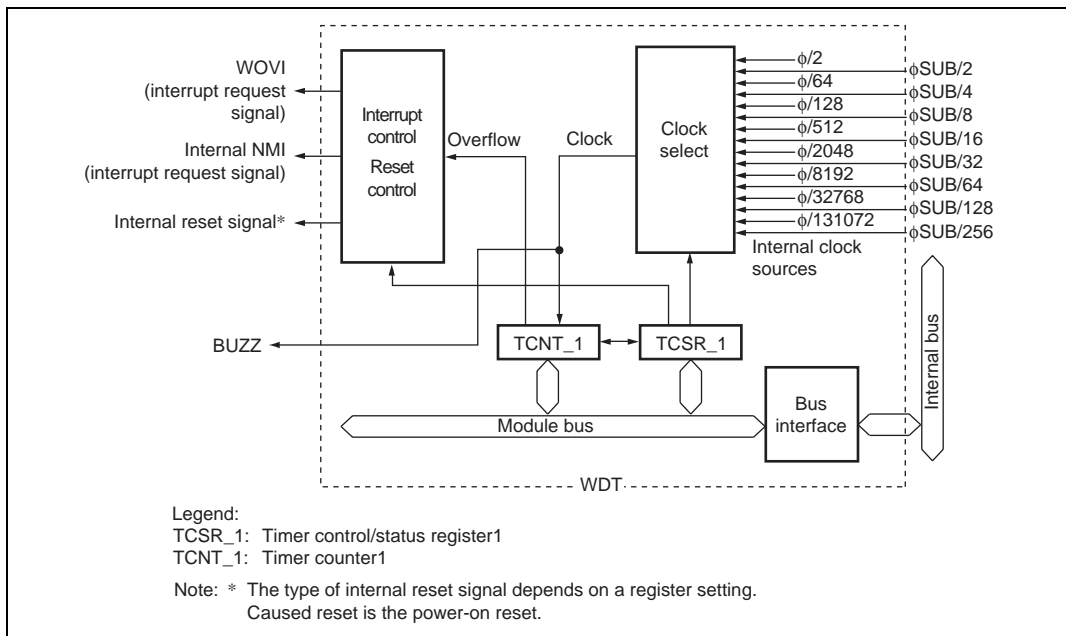 WOVI
(interrupt request
signal)
Internal NMI
(interrupt request signal)
Internal reset signal*
BUZZ
Interrupt
control
Reset
control
Overflow
Clock
Clock
select
ϕ/2
ϕSUB/2
ϕ/64
ϕSUB/4
ϕ/128
ϕSUB/8
ϕ/512
ϕSUB/16
ϕ/2048
ϕSUB/32
ϕ/8192
ϕSUB/64
ϕ/32768
ϕSUB/128
ϕ/131072
ϕSUB/256
Internal clock
sources
TCNT_1
TCSR_1
Module bus
Bus
interface
Internal bus
WDT
Legend:
TCSR_1: Timer control/status register1
TCNT_1: Timer counter1
Note: * The type of internal reset signal depends on a register setting.
Caused reset is the power-on reset.